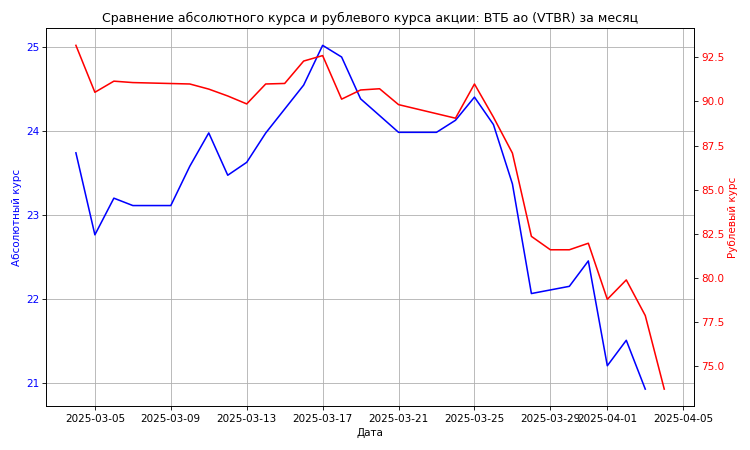 Сравнение абсолютного курса и рублевого курса акции: ВТБ ао (VTBR) за месяц
25
24
23
22
21
Абсолютный курс
92.5
90.0
87.5
85.0
82.5
80.0
77.5
75.0
Рублевый курс
2025-03-05 2025-03-09 2025-03-13 2025-03-17 2025-03-21 2025-03-25 2025-03-29 2025-04-01 2025-04-05
Дата